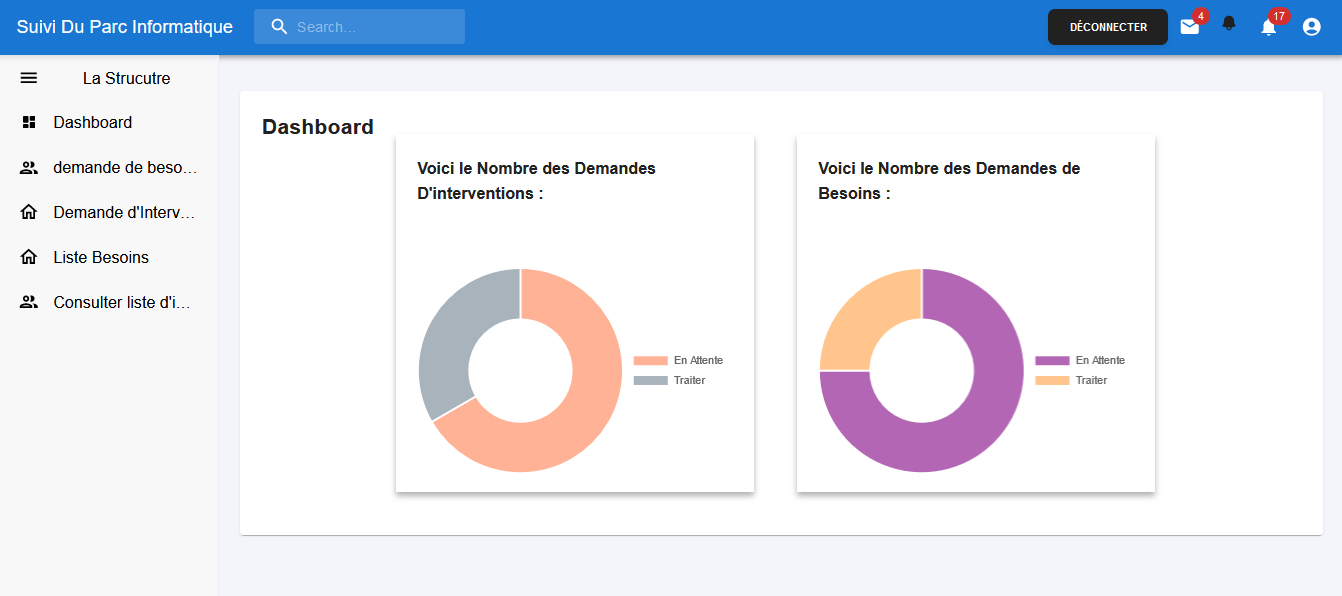 Suivi Du Parc Informatique
Search...
DÉCONNECTER
4
17
La Strucutre
Dashboard
demande de beso...
Demande d'Interv...
Liste Besoins
Consulter liste d'i...
Dashboard
Voici le Nombre des Demandes
D'interventions :
En Attente
Traiter
Voici le Nombre des Demandes de
Besoins :
En Attente
Traiter